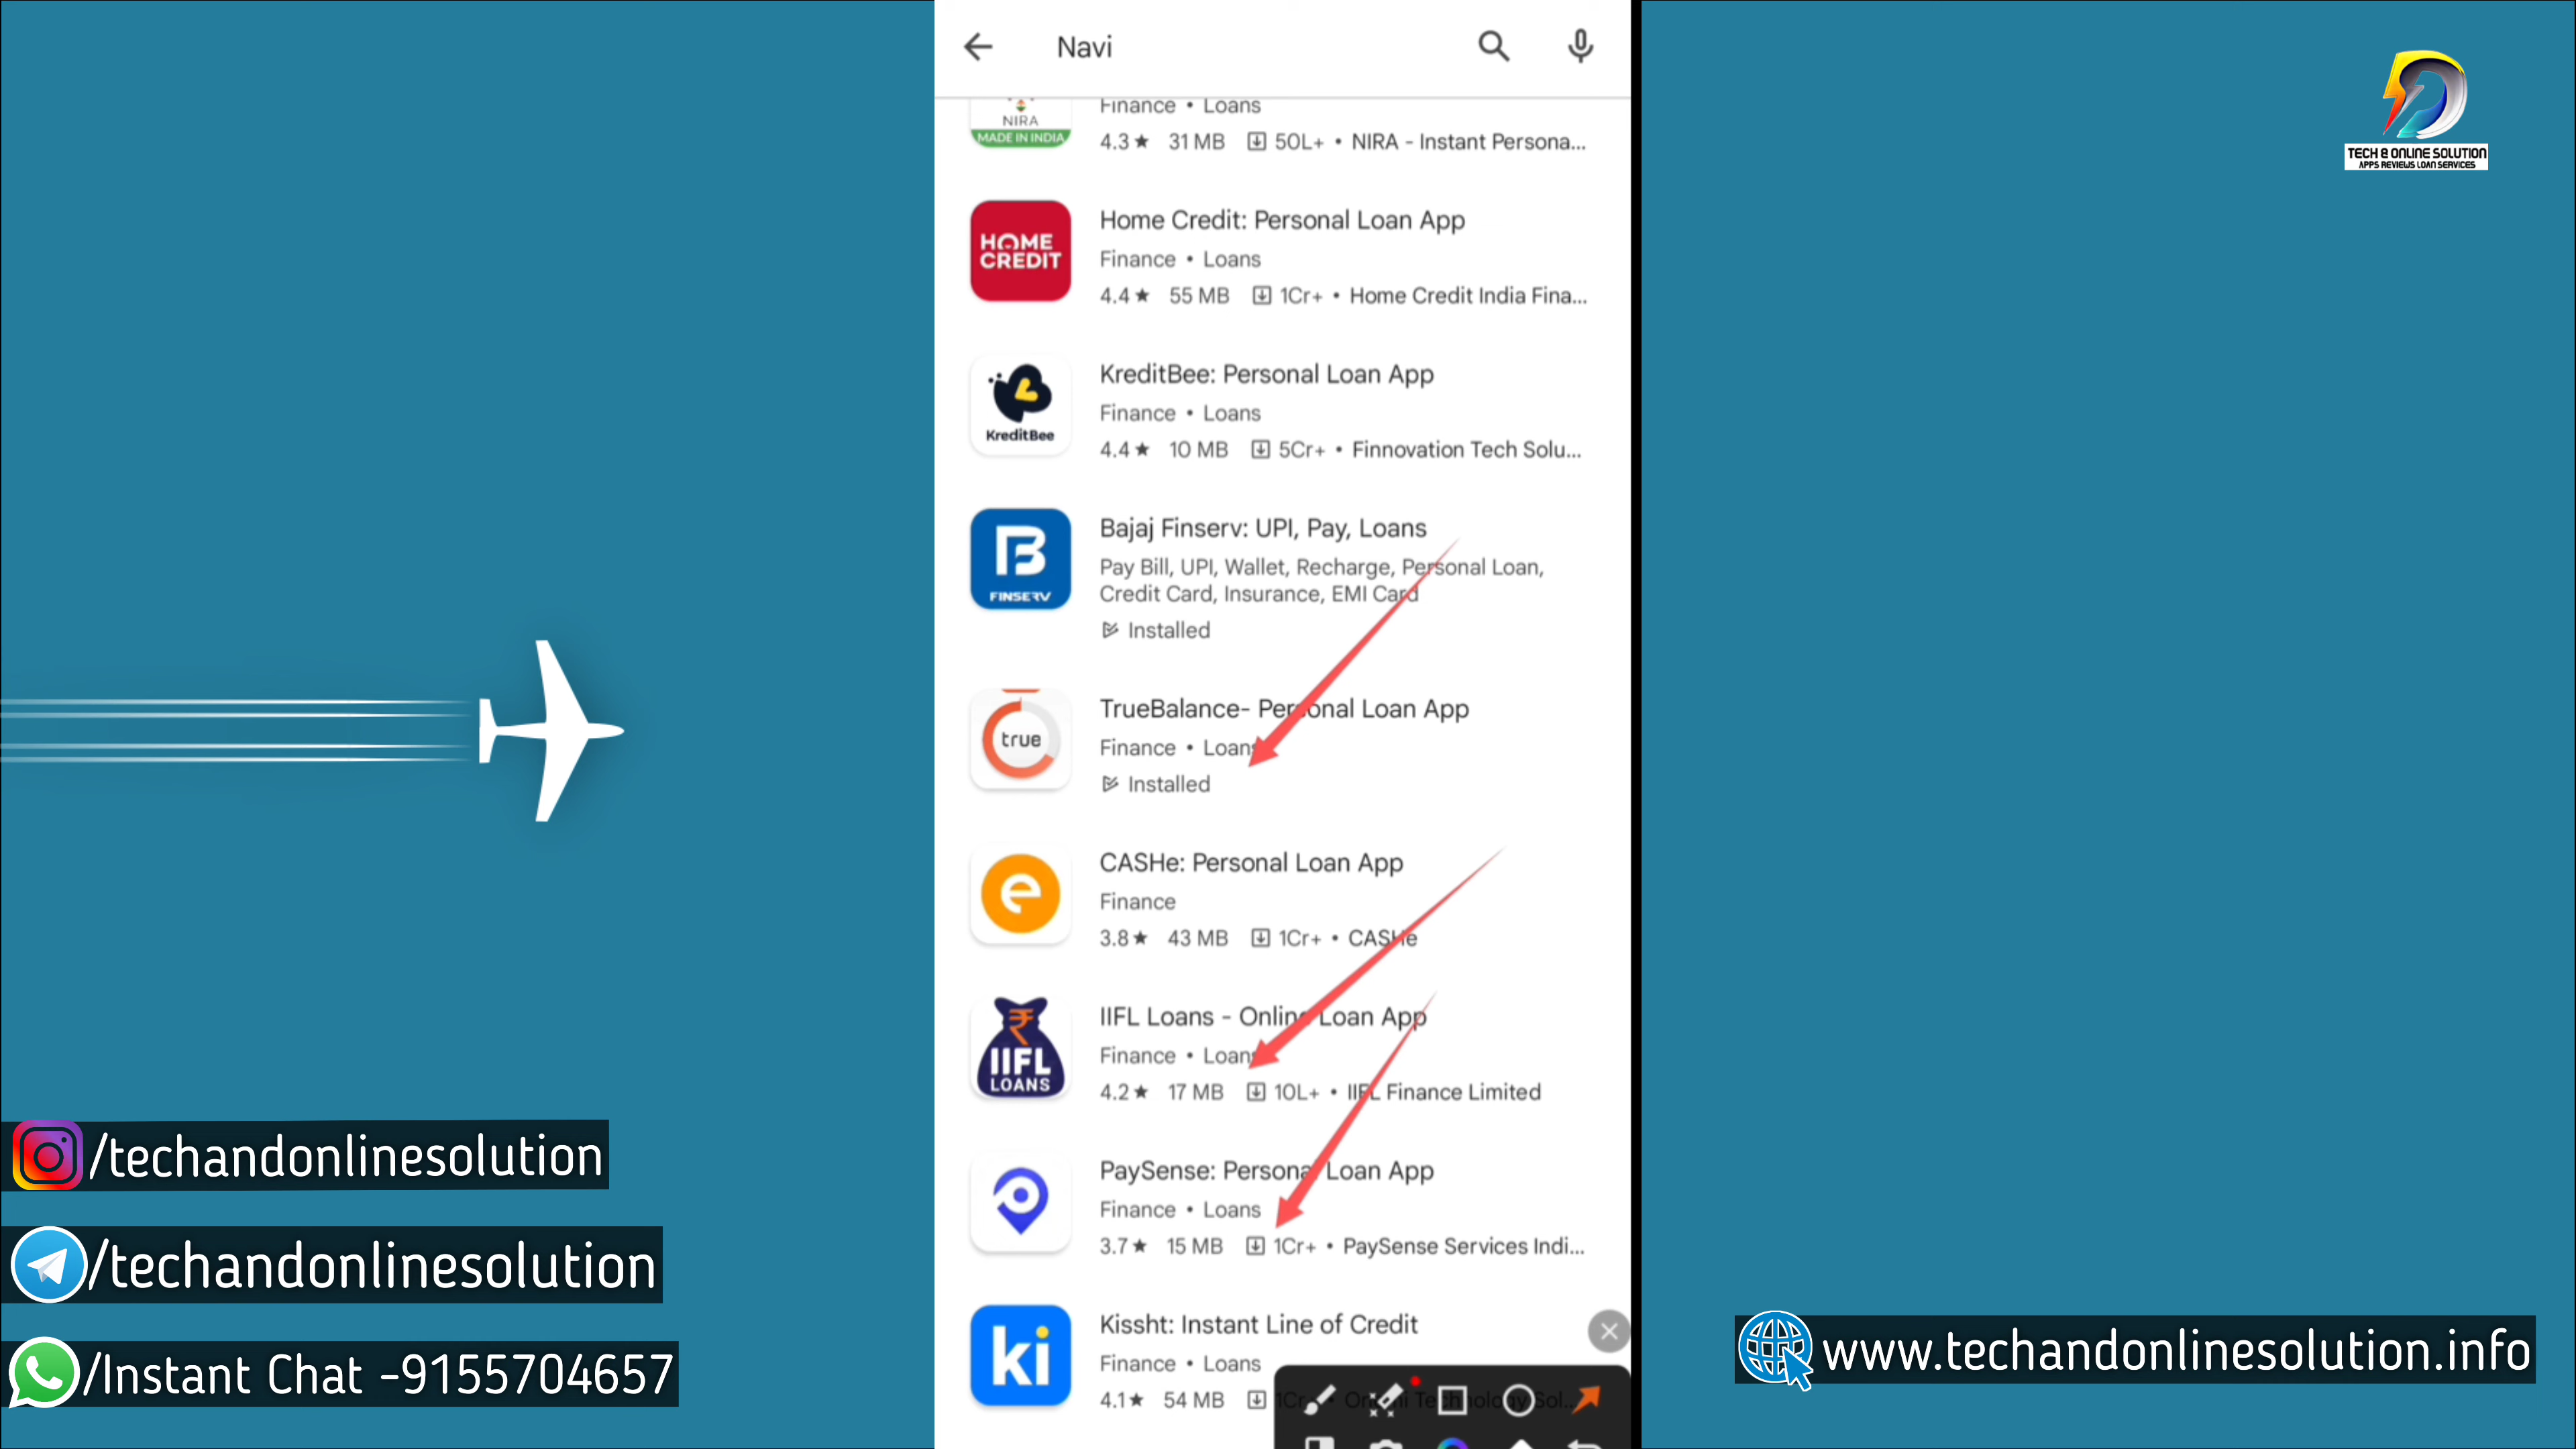 Navi
Finance • Loans
NIRA
MADE IN INDIA
4.3★ 31 MB 50L+ • NIRA - Instant Persona...
TECH & ONLINE SOLUTION
APPS REVIEWS LOAN SERVICES
HOME CREDIT
Home Credit: Personal Loan App
Finance • Loans
4.4★ 55 MB 1Cr+ • Home Credit India Fina...
KreditBee
KreditBee: Personal Loan App
Finance • Loans
4.4★ 10 MB 5Cr+ • Finnovation Tech Solu...
FINSERV
Bajaj Finserv: UPI, Pay, Loans
Pay Bill, UPI, Wallet, Recharge, Personal Loan,
Credit Card, Insurance, EMI Card
Installed
true
TrueBalance- Personal Loan App
Finance • Loans
Installed
CASHe: Personal Loan App
Finance
3.8★ 43 MB 1Cr+ • CASHe
IIFL LOANS
IIFL Loans - Online Loan App
Finance • Loans
4.2★ 17 MB 10L+ • IIFL Finance Limited
PaySense: Personal Loan App
Finance • Loans
3.7★ 15 MB 1Cr+ • PaySense Services Indi...
ki
Kissht: Instant Line of Credit
Finance • Loans
4.1★ 54 MB 1Cr+
/techandonlinesolution
/techandonlinesolution
/Instant Chat -9155704657
www.techandonlinesolution.info